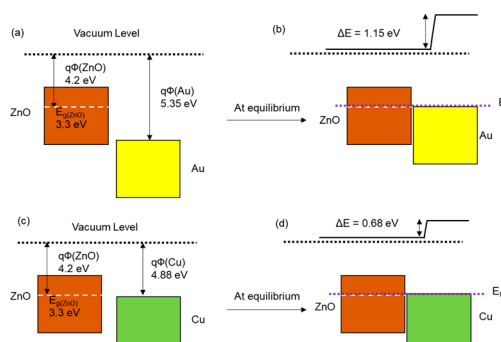 (a)
Vacuum Level
qΦ(ZnO)
4.2 eV
qΦ(Au)
5.35 eV
ZnO
Eg(ZnO)
3.3 eV
Au
At equilibrium
(b)
ΔE = 1.15 eV
ZnO
Au
(c)
Vacuum Level
qΦ(ZnO)
4.2 eV
qΦ(Cu)
4.88 eV
ZnO
Eg(ZnO)
3.3 eV
Cu
At equilibrium
(d)
ΔE = 0.68 eV
ZnO
Cu